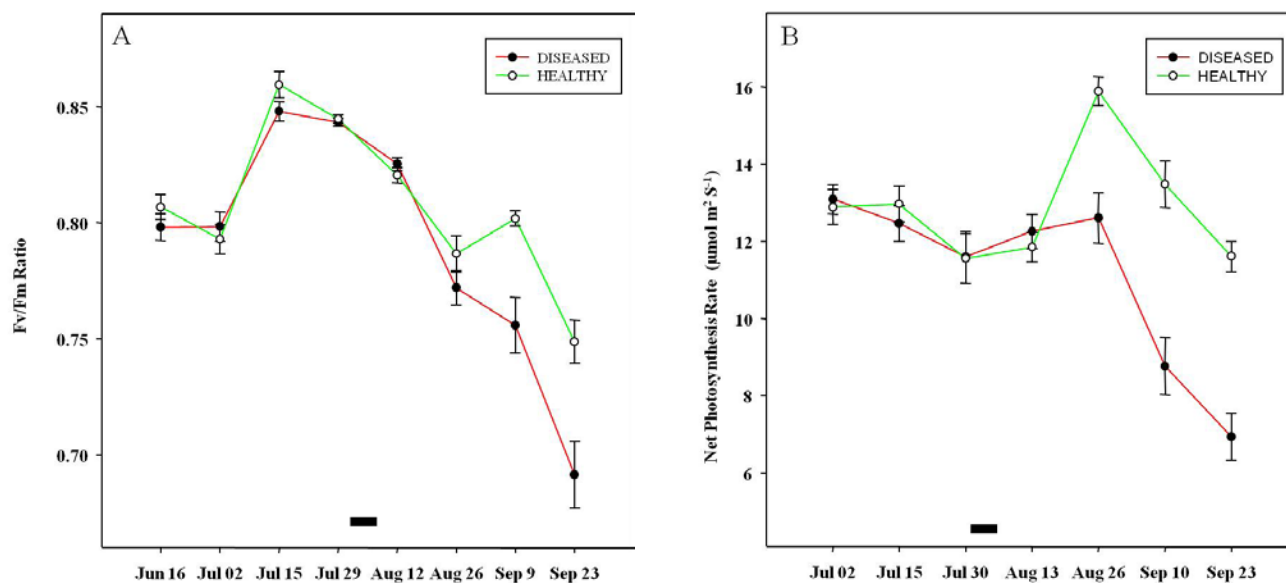 A
DISEASED
HEALTHY
0.85
0.80
0.75
0.70
Fv/Fm Ratio
Jun 16 Jul 02 Jul 15 Jul 29 Aug 12 Aug 26 Sep 9 Sep 23
B
DISEASED
HEALTHY
16
14
12
10
8
6
Net Photosynthesis Rate (µmol m² S⁻¹)
Jul 02 Jul 15 Jul 30 Aug 13 Aug 26 Sep 10 Sep 23